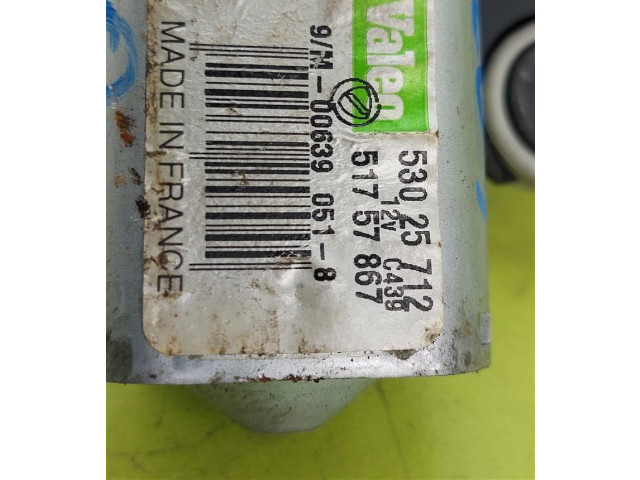 Valeo
530 25 712
12V C439
517 57 867
9/M-00639 051-8
MADE IN FRANCE